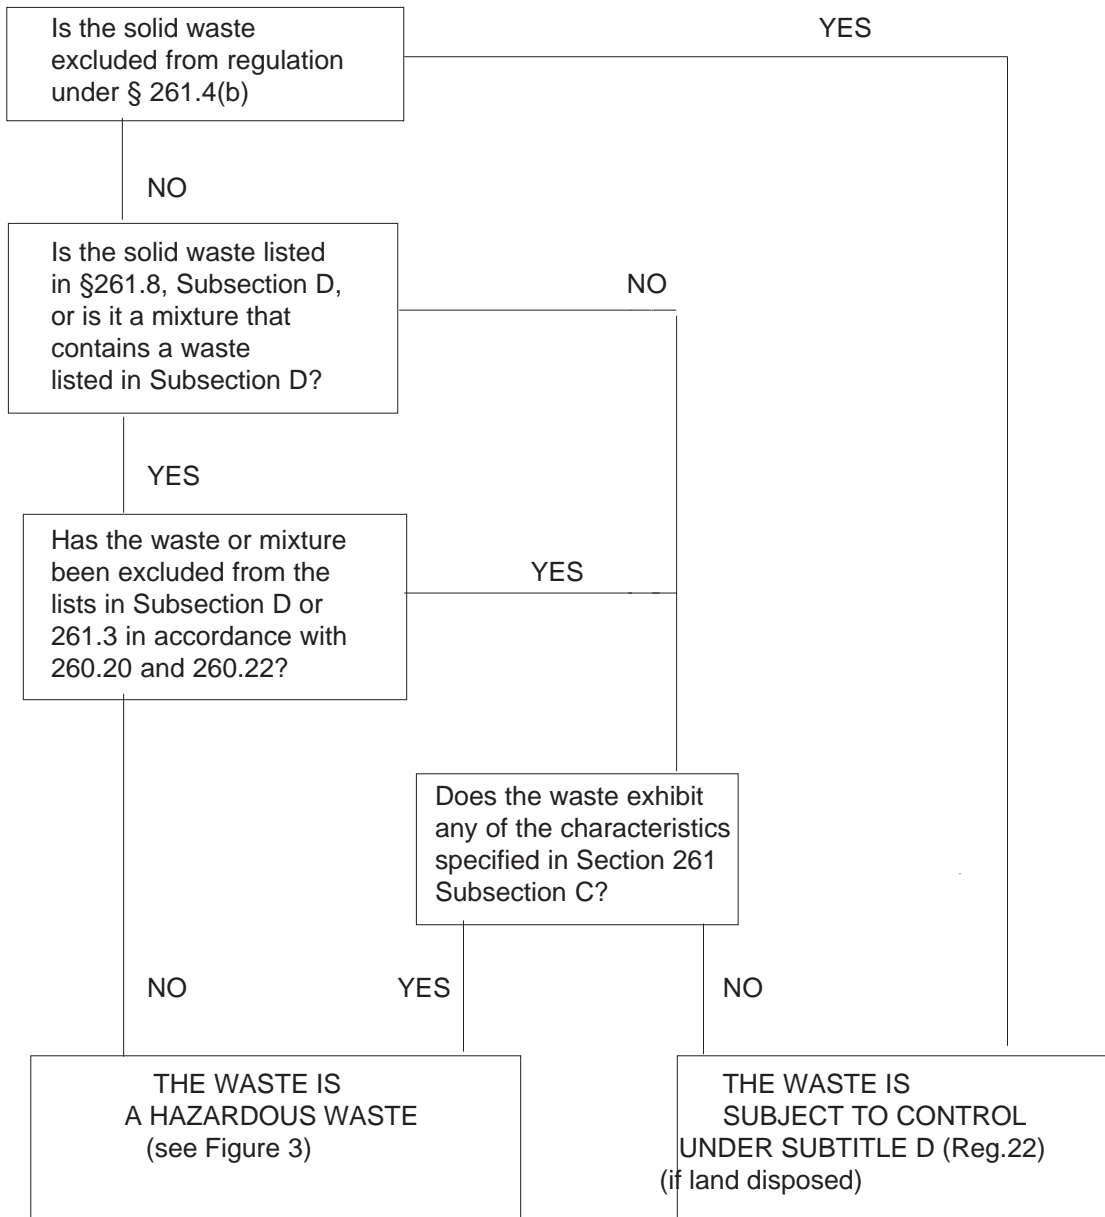 Is the solid waste
excluded from regulation
under § 261.4(b)
YES
NO
Is the solid waste listed
in §261.8, Subsection D,
or is it a mixture that
contains a waste
listed in Subsection D?
NO
YES
Has the waste or mixture
been excluded from the
lists in Subsection D or
261.3 in accordance with
260.20 and 260.22?
YES
Does the waste exhibit
any of the characteristics
specified in Section 261
Subsection C?
NO
YES
NO
THE WASTE IS
A HAZARDOUS WASTE
(see Figure 3)
THE WASTE IS
SUBJECT TO CONTROL
UNDER SUBTITLE D (Reg.22)
(if land disposed)